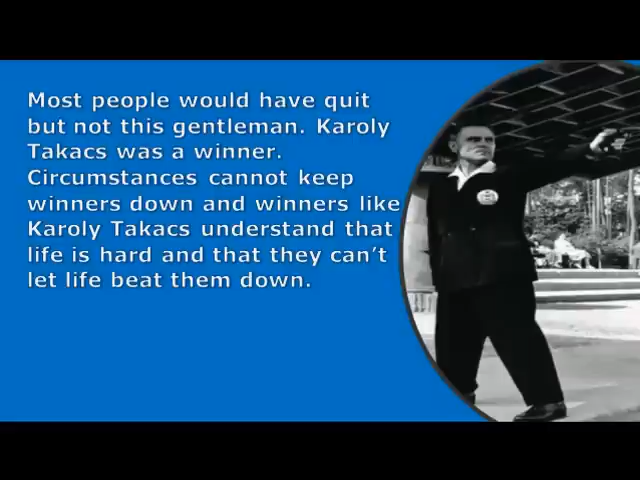 Most people would have quit
but not this gentleman. Karoly
Takacs was a winner.
Circumstances cannot keep
winners down and winners like
Karoly Takacs understand that
life is hard and that they can't
let life beat them down.